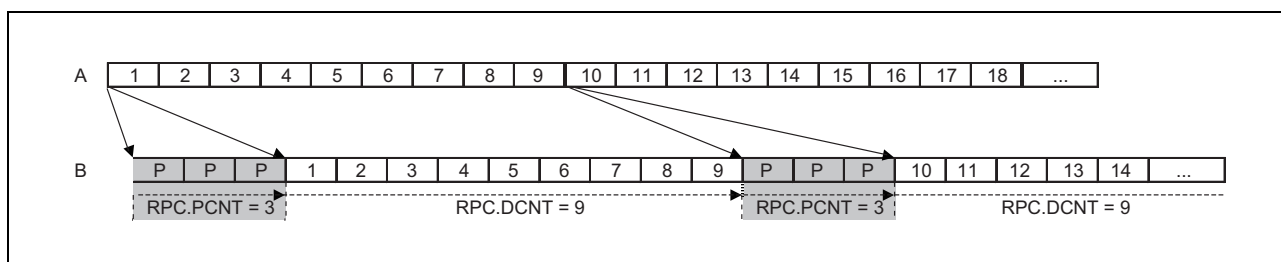 A 1 2 3 4 5 6 7 8 9 10 11 12 13 14 15 16 17 18 ...
B P P P 1 2 3 4 5 6 7 8 9 P P P 10 11 12 13 14 ...
RPC.PCNT = 3 RPC.DCNT = 9 RPC.PCNT = 3 RPC.DCNT = 9